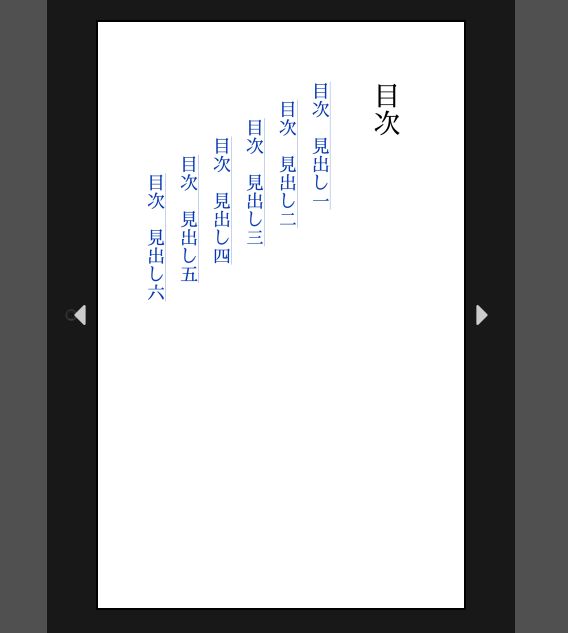 目次
目次　見出し一
目次　見出し二
目次　見出し三
目次　見出し四
目次　見出し五
目次　見出し六